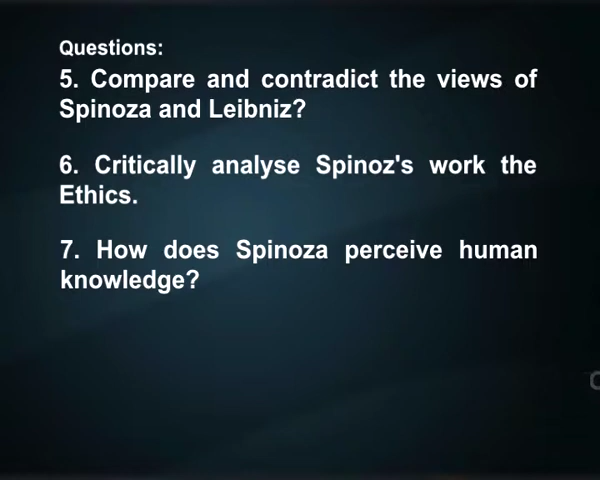 Questions:
5. Compare and contradict the views of
Spinoza and Leibniz?
6. Critically analyse Spinoz's work the
Ethics.
7. How does Spinoza perceive human
knowledge?